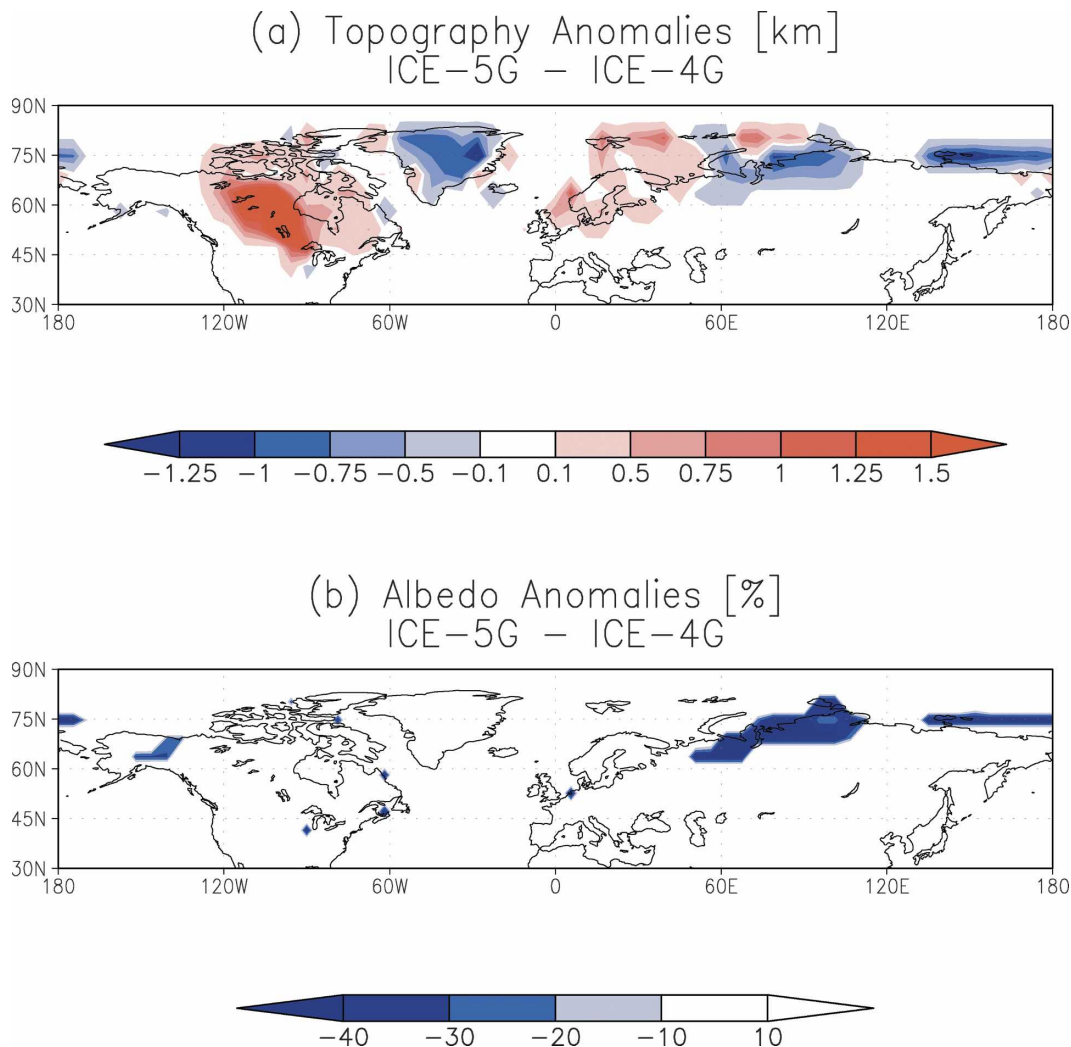 (a) Topography Anomalies [km]
ICE-5G - ICE-4G
90N
75N
60N
45N
30N
180 120W 60W 0 60E 120E 180
-1.25 -1 -0.75 -0.5 -0.1 0.1 0.5 0.75 1 1.25 1.5
(b) Albedo Anomalies [%]
ICE-5G - ICE-4G
90N
75N
60N
45N
30N
180 120W 60W 0 60E 120E 180
-40 -30 -20 -10 10